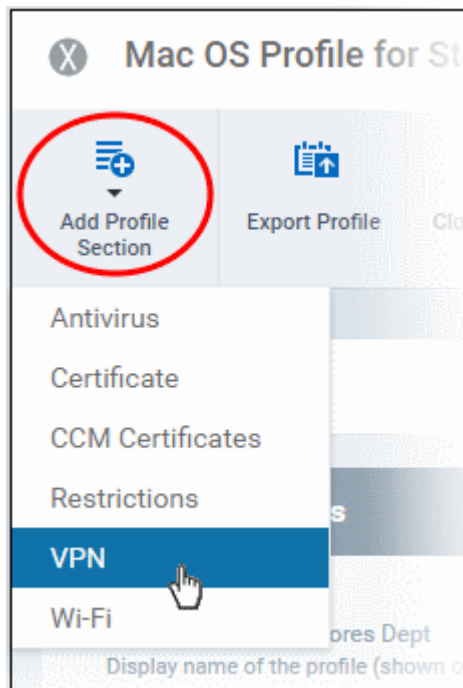 Mac OS Profile for St
Add Profile
Section
Export Profile
Clo
Antivirus
Certificate
CCM Certificates
Restrictions
s
VPN
Wi-Fi
ores Dept
Display name of the profile (shown o